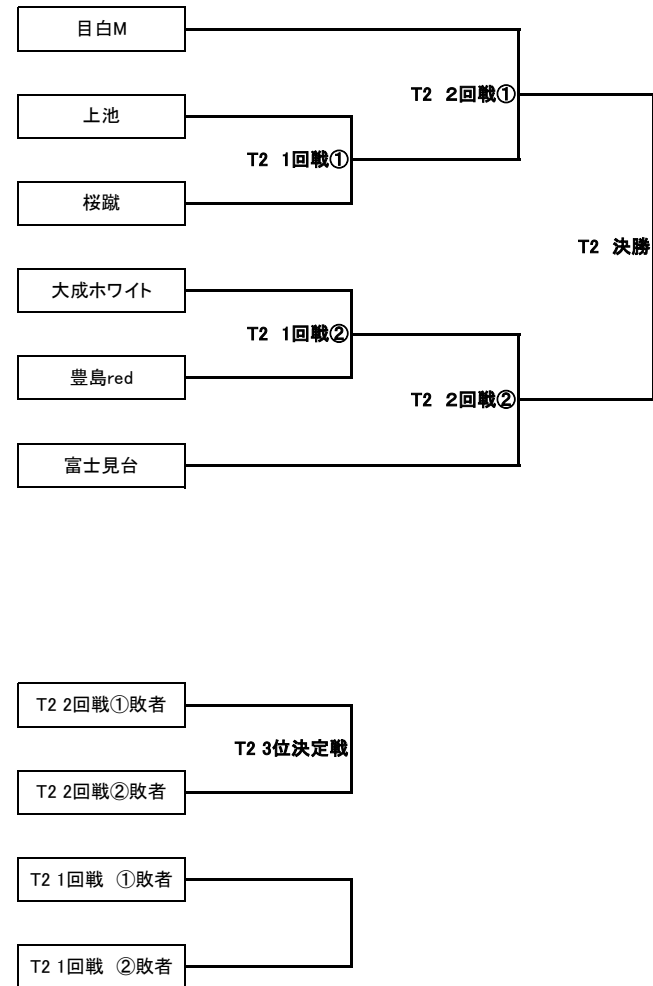 目白M
T2 2回戦①
上池
T2 1回戦①
桜蹴
T2 決勝
大成ホワイト
T2 1回戦②
豊島red
T2 2回戦②
富士見台
T2 2回戦①敗者
T2 3位決定戦
T2 2回戦②敗者
T2 1回戦 ①敗者
T2 1回戦 ②敗者